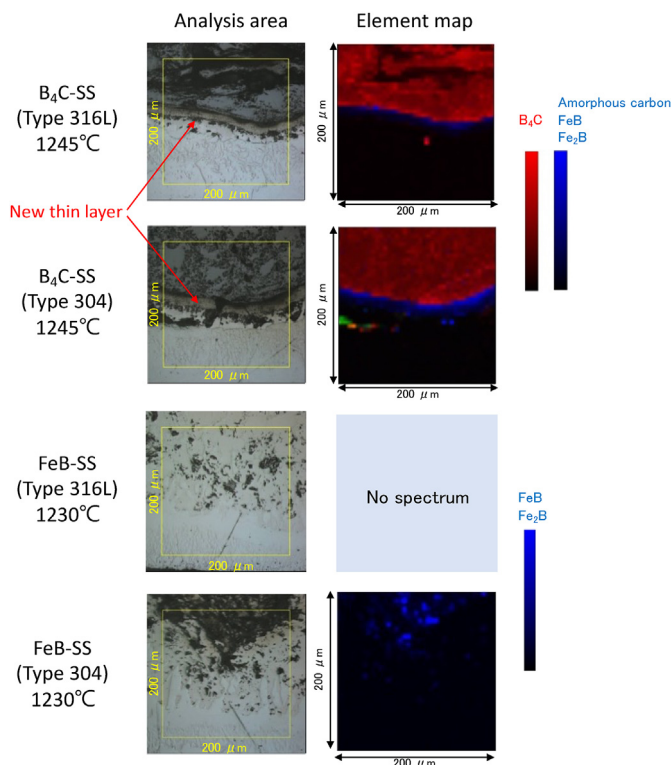 Analysis area
Element map
B₄C-SS
(Type 316L)
1245℃
200 μm
200 μm
200 μm
200 μm
B₄C
Amorphous carbon
FeB
Fe₂B
New thin layer
B₄C-SS
(Type 304)
1245℃
200 μm
200 μm
200 μm
200 μm
FeB-SS
(Type 316L)
1230℃
200 μm
200 μm
No spectrum
FeB
Fe₂B
FeB-SS
(Type 304)
1230℃
200 μm
200 μm
200 μm
200 μm